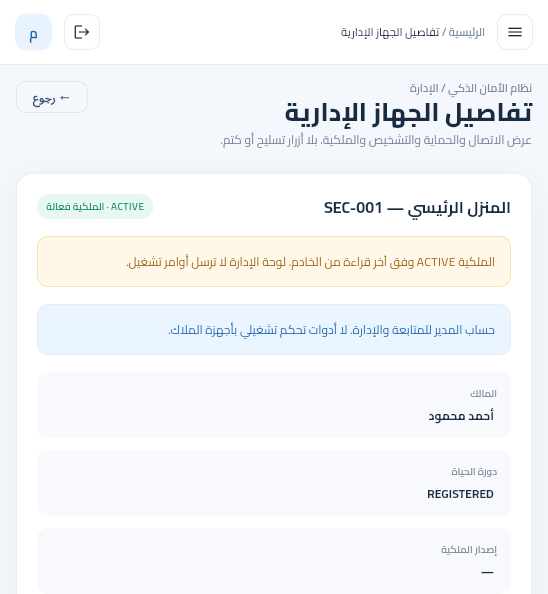 الرئيسية / تفاصيل الجهاز الإدارية
م
نظام الأمان الذكي / الإدارة
تفاصيل الجهاز الإدارية
عرض الاتصال والحماية والتشخيص والملكية. بلا أزرار تسليح أو كتم.
← رجوع
المنزل الرئيسي — SEC-001
ACTIVE · الملكية فعالة
الملكية ACTIVE وفق آخر قراءة من الخادم. لوحة الإدارة لا ترسل أوامر تشغيل.
حساب المدير للمتابعة والإدارة. لا أدوات تحكم تشغيلي بأجهزة الملاك.
المالك
أحمد محمود
دورة الحياة
REGISTERED
إصدار الملكية
—